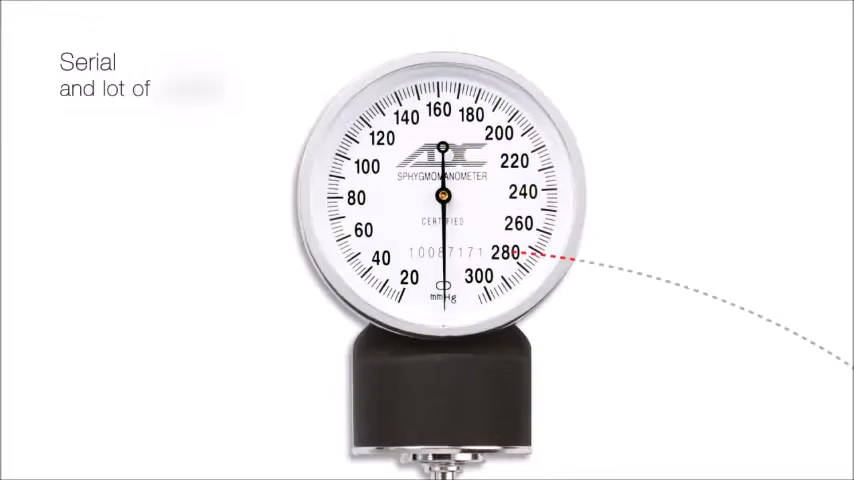 Serial
and lot of
160
140 180
120 200
ADC
100 220
SPHYGMOMANOMETER
80 240
CERTIFIED
60 260
10087171 280
40
20 300
mmHg